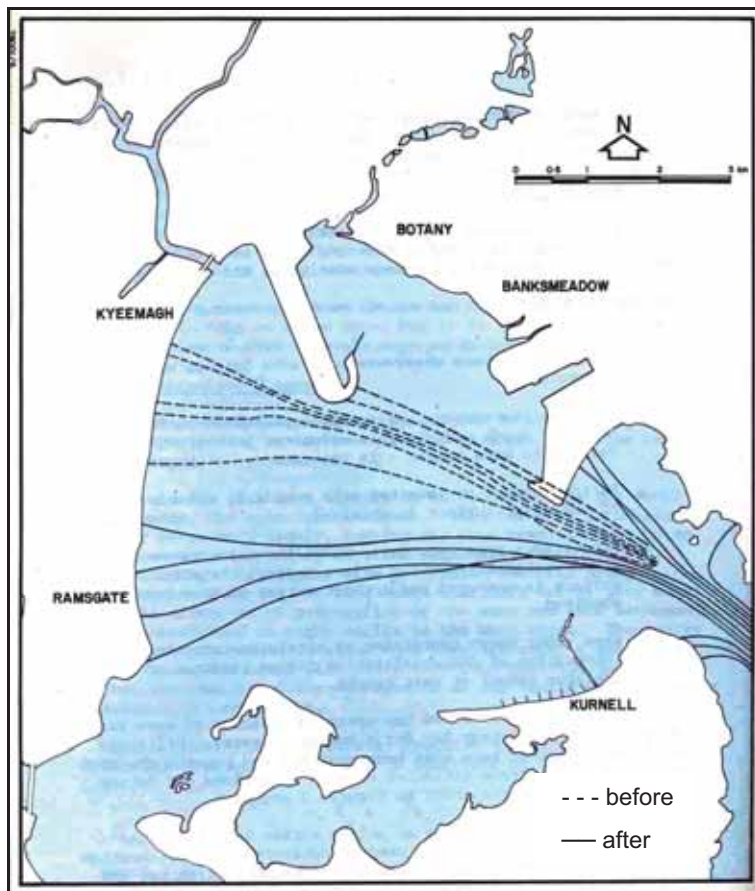 N
0 0·5 1 2 3 km
BOTANY
BANKSMEADOW
KYEEMAGH
RAMSGATE
KURNELL
--- before
— after